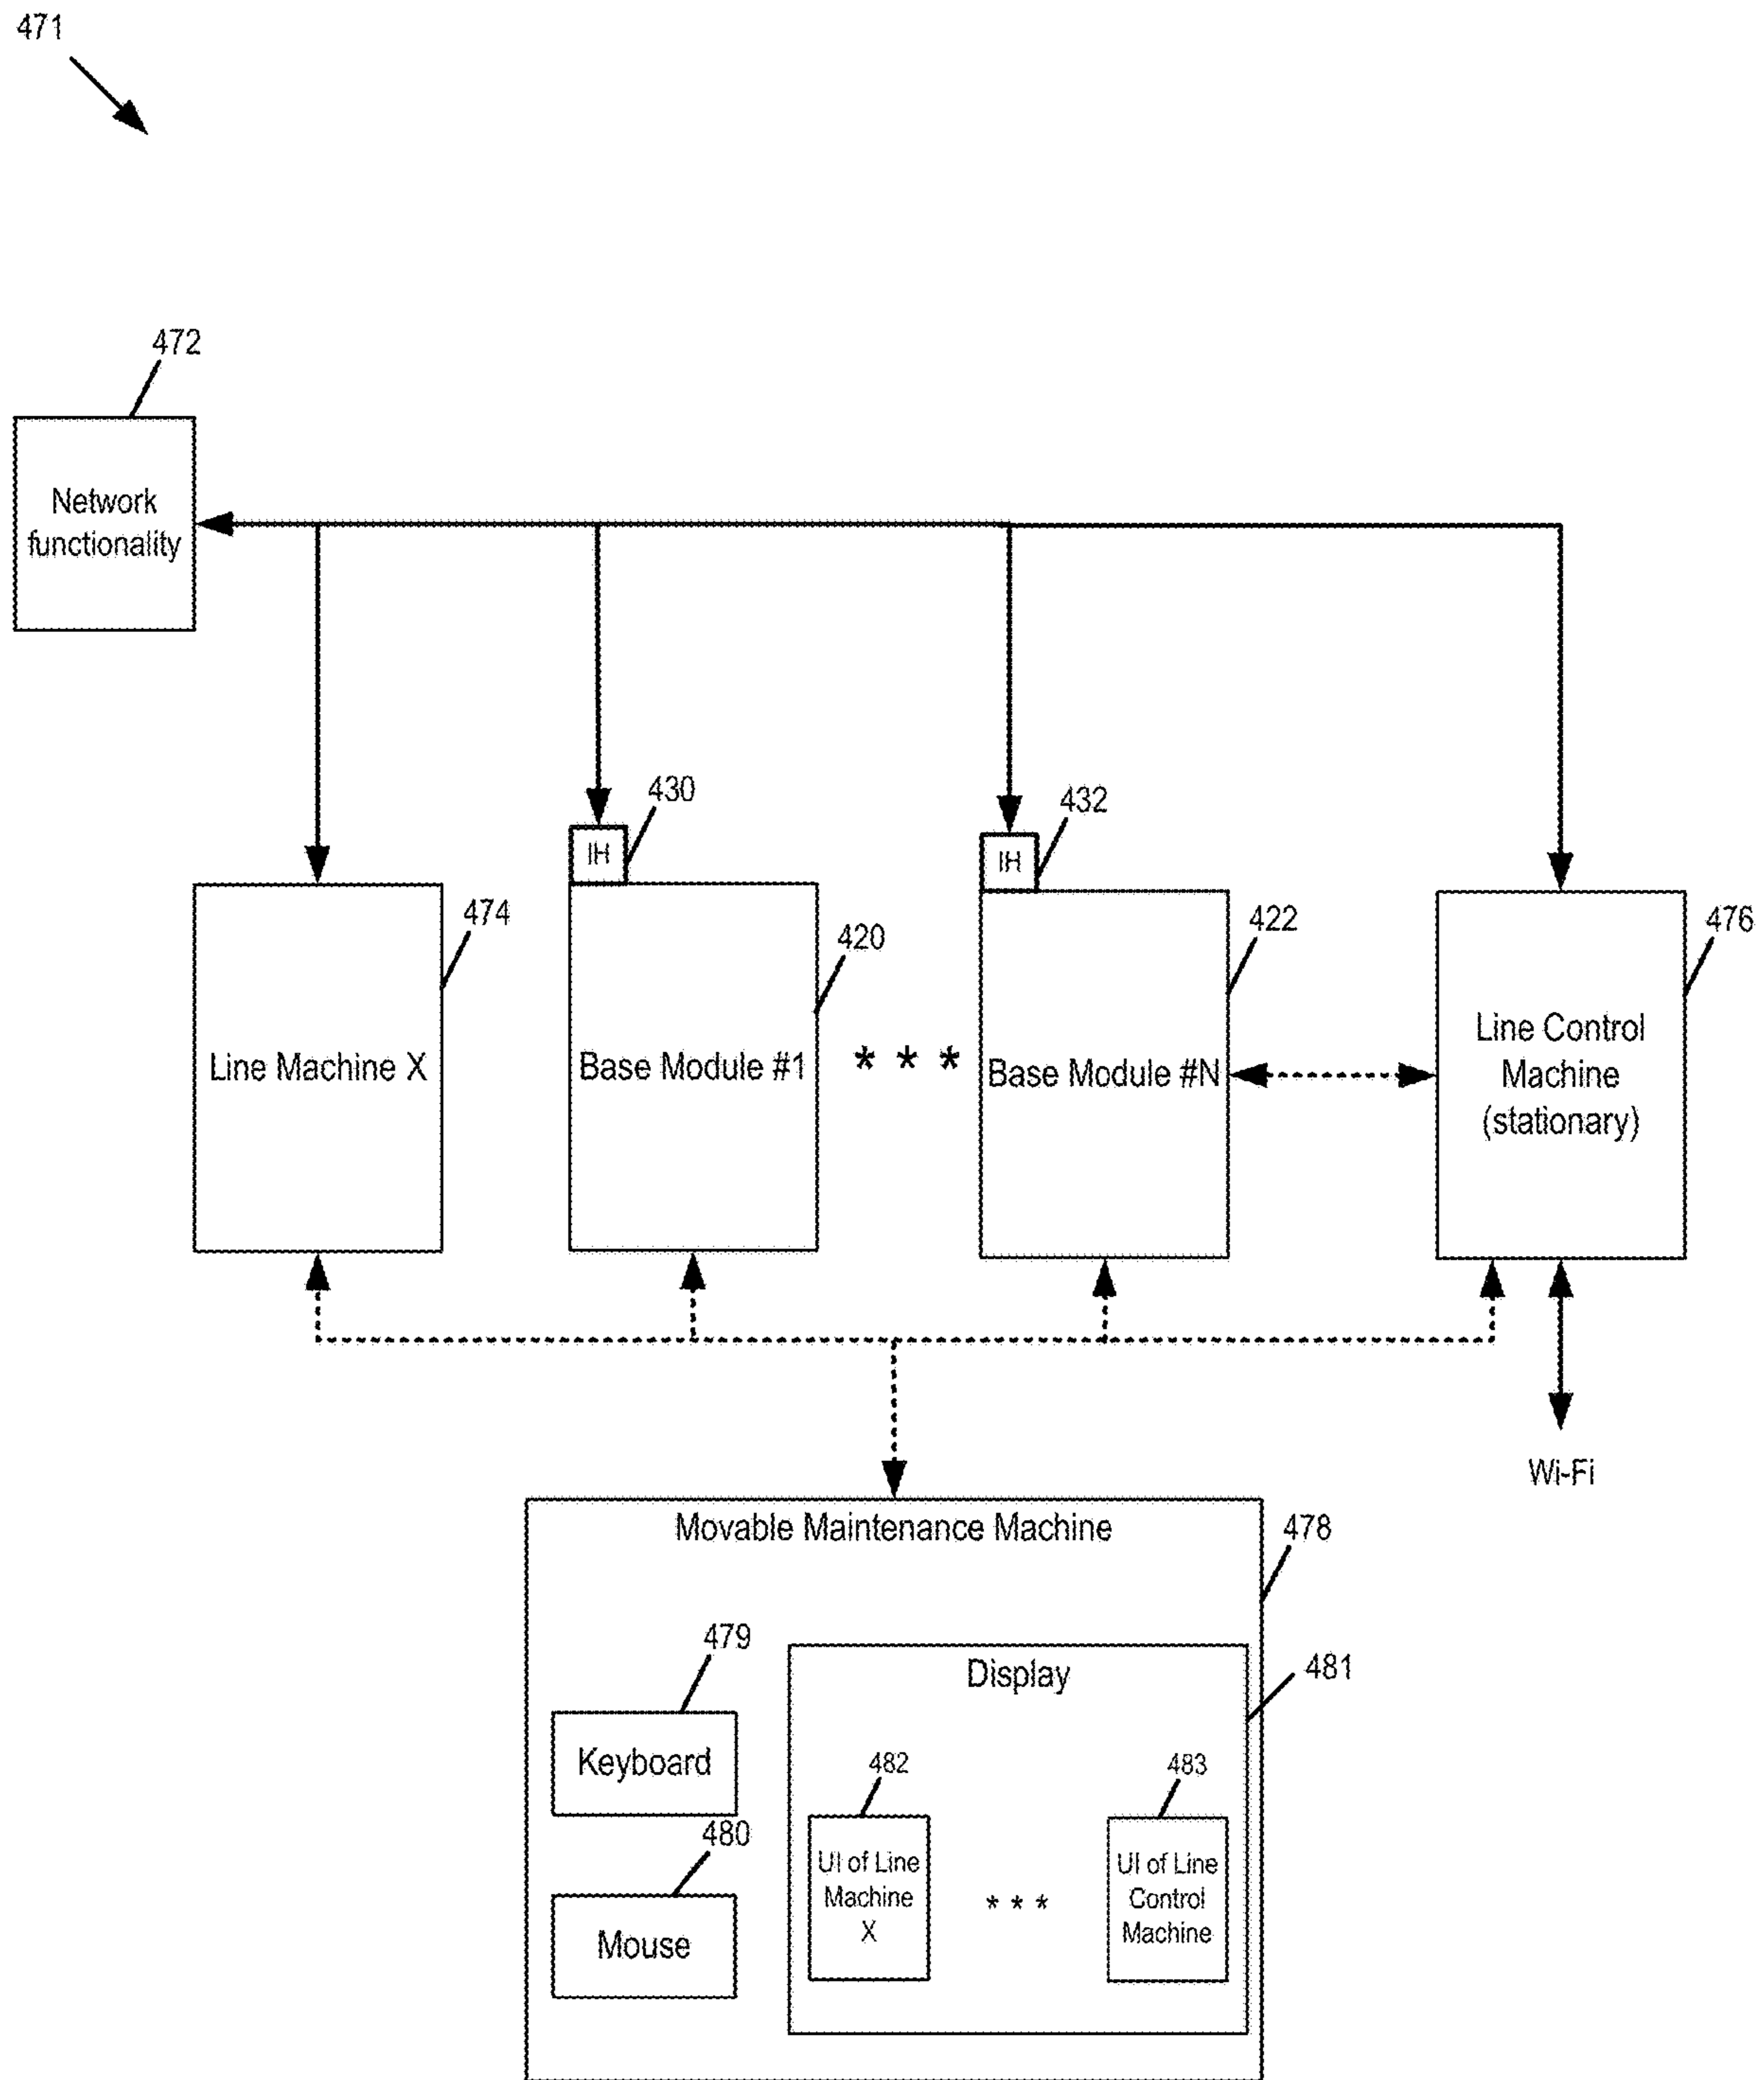 471
472
Network
functionality
430
IH
432
IH
474
420
422
476
Line Machine X
Base Module #1
* * *
Base Module #N
Line Control
Machine
(stationary)
Wi-Fi
Movable Maintenance Machine
478
479
Display
481
Keyboard
482
483
480
UI of Line
Machine
X
* * *
UI of Line
Control
Machine
Mouse